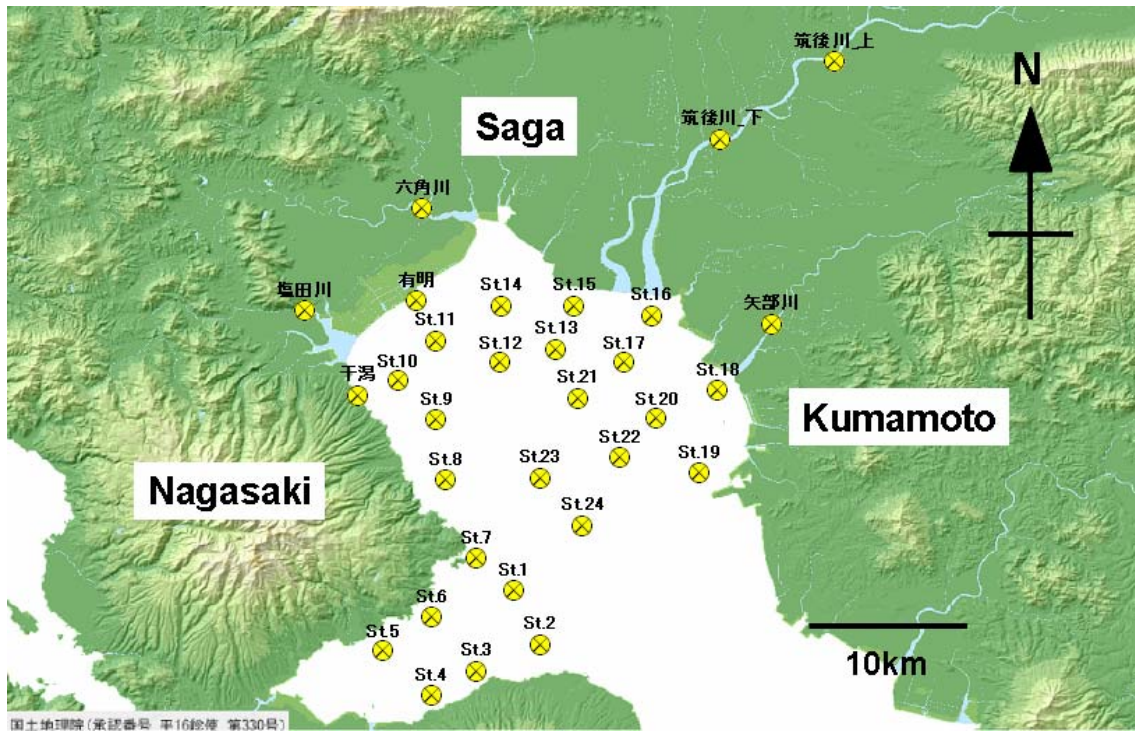 筑後川_上
N
Saga
筑後川_下
六角川
有明
塩田川
St.14
St.15
St.16
矢部川
St.11
St.13
St.12
St.17
St.10
St.18
干潟
St.21
St.9
St.20
Kumamoto
St.22
St.19
St.23
St.8
Nagasaki
St.24
St.7
St.1
St.6
St.2
St.5
St.3
10km
St.4
国土地理院(承認番号 平16総使 第330号)